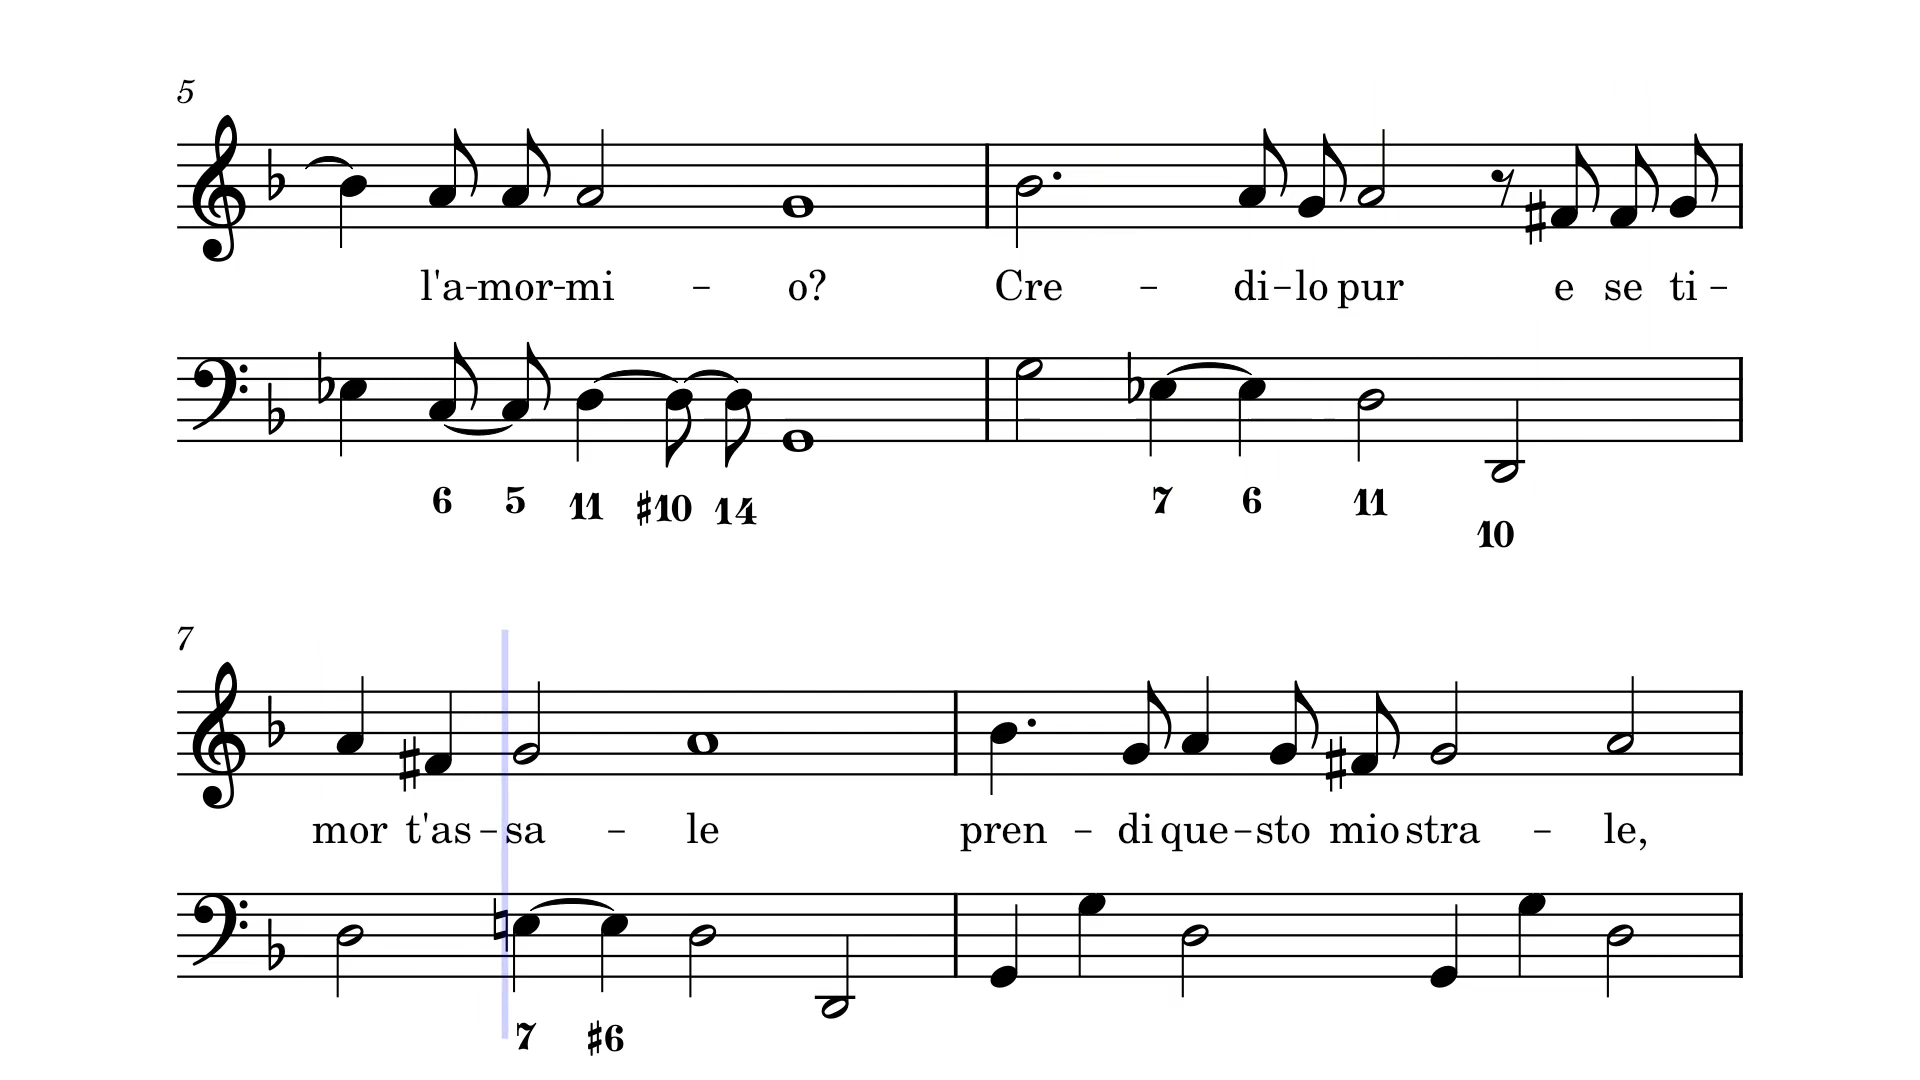 5
l'a-mor-mi – o? Cre – di-lo pur e se ti –
6 5 11 ♯10 14 7 6 11 10
7
mor t'as – sa – le pren – di que-sto mio stra – le,
7 ♯6